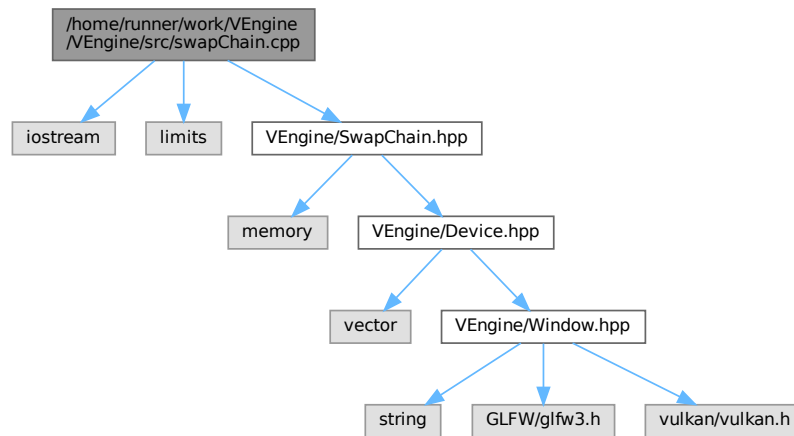 /home/runner/work/VEngine
/VEngine/src/swapChain.cpp
iostream
limits
VEngine/SwapChain.hpp
memory
VEngine/Device.hpp
vector
VEngine/Window.hpp
string
GLFW/glfw3.h
vulkan/vulkan.h